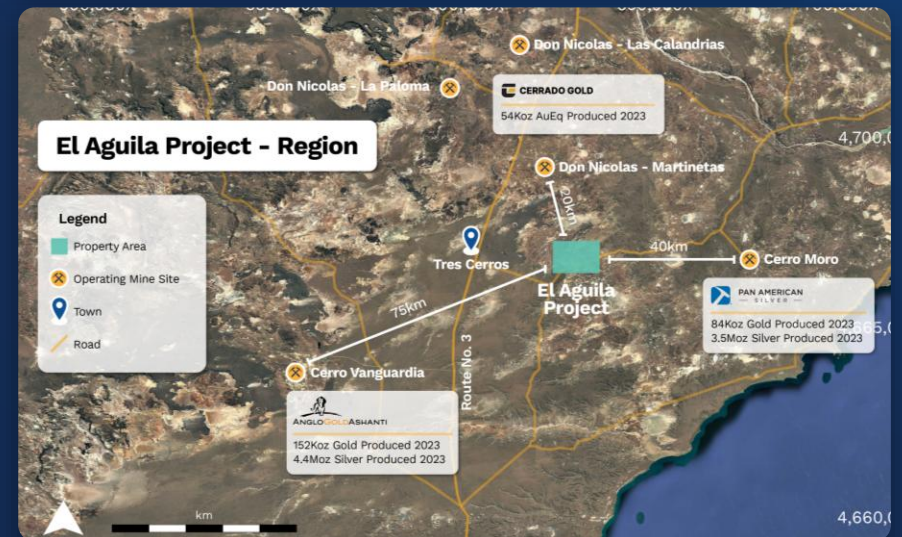 Don Nicolas - Las Calandrias
Don Nicolas - La Paloma
CERRADO GOLD
54Koz AuEq Produced 2023
El Aguila Project - Region
4,700,0
Don Nicolas - Martinetas
20km
Legend
Property Area
Operating Mine Site
Town
Road
Tres Cerros
40km
Cerro Moro
El Aguila
Project
75km
PAN AMERICAN
SILVER
84Koz Gold Produced 2023
3.5Moz Silver Produced 2023
665,0
Route No. 3
Cerro Vanguardia
ANGLOGOLDASHANTI
152Koz Gold Produced 2023
4.4Moz Silver Produced 2023
km
4,660,0